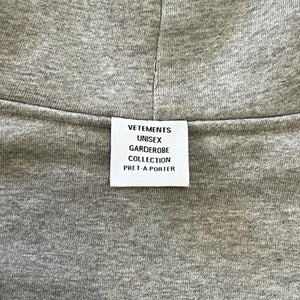 VETEMENTS
UNISEX
GARDEROBE
COLLECTION
PRET-A-PORTER